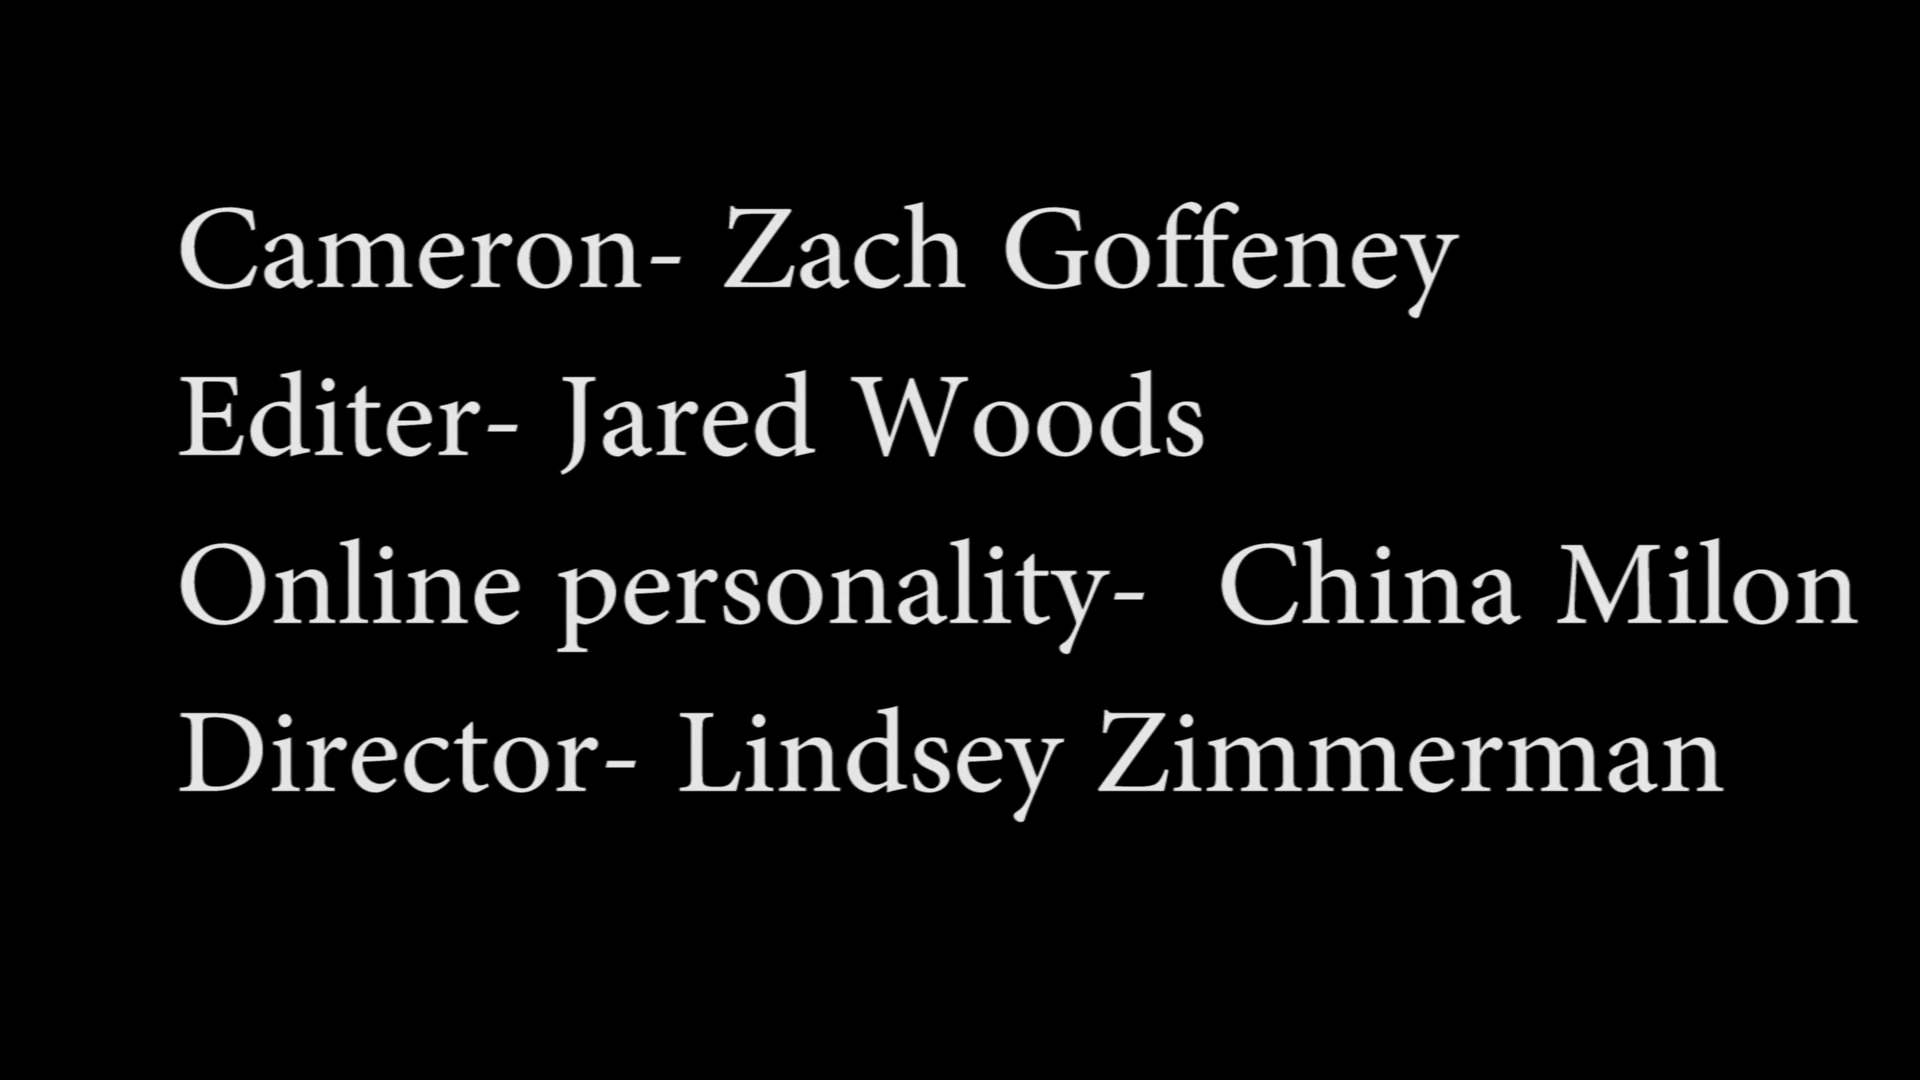 Cameron- Zach Goffeney
Editer- Jared Woods
Online personality-  China Milon
Director- Lindsey Zimmerman